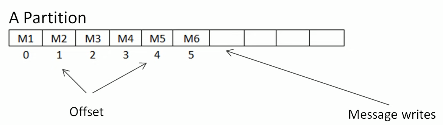 A Partition
M1 M2 M3 M4 M5 M6
0 1 2 3 4 5
Offset
Message writes